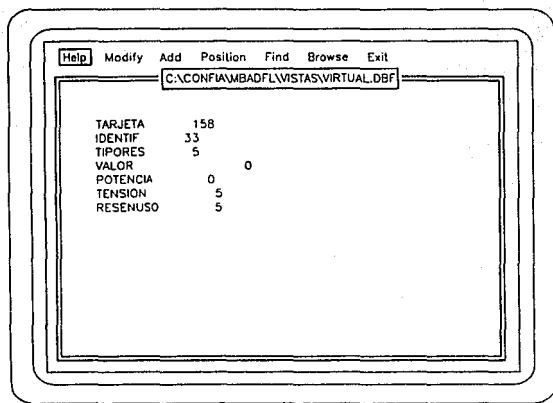 Help Modify Add Position Find Browse Exit
C:\CONFIA\MBADFL\VISTAS\VIRTUAL.DBF
TARJETA 158
IDENTIF 33
TIPORES 5
VALOR 0
POTENCIA 0
TENSION 5
RESENUSO 5